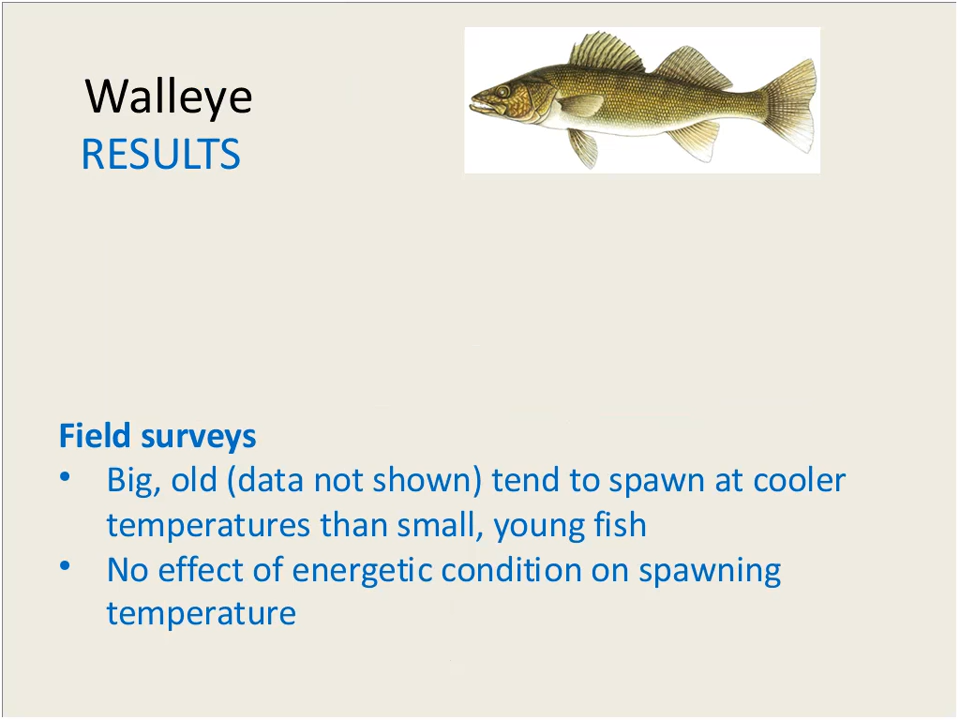 Walleye
RESULTS
Field surveys
• Big, old (data not shown) tend to spawn at cooler
temperatures than small, young fish
• No effect of energetic condition on spawning
temperature